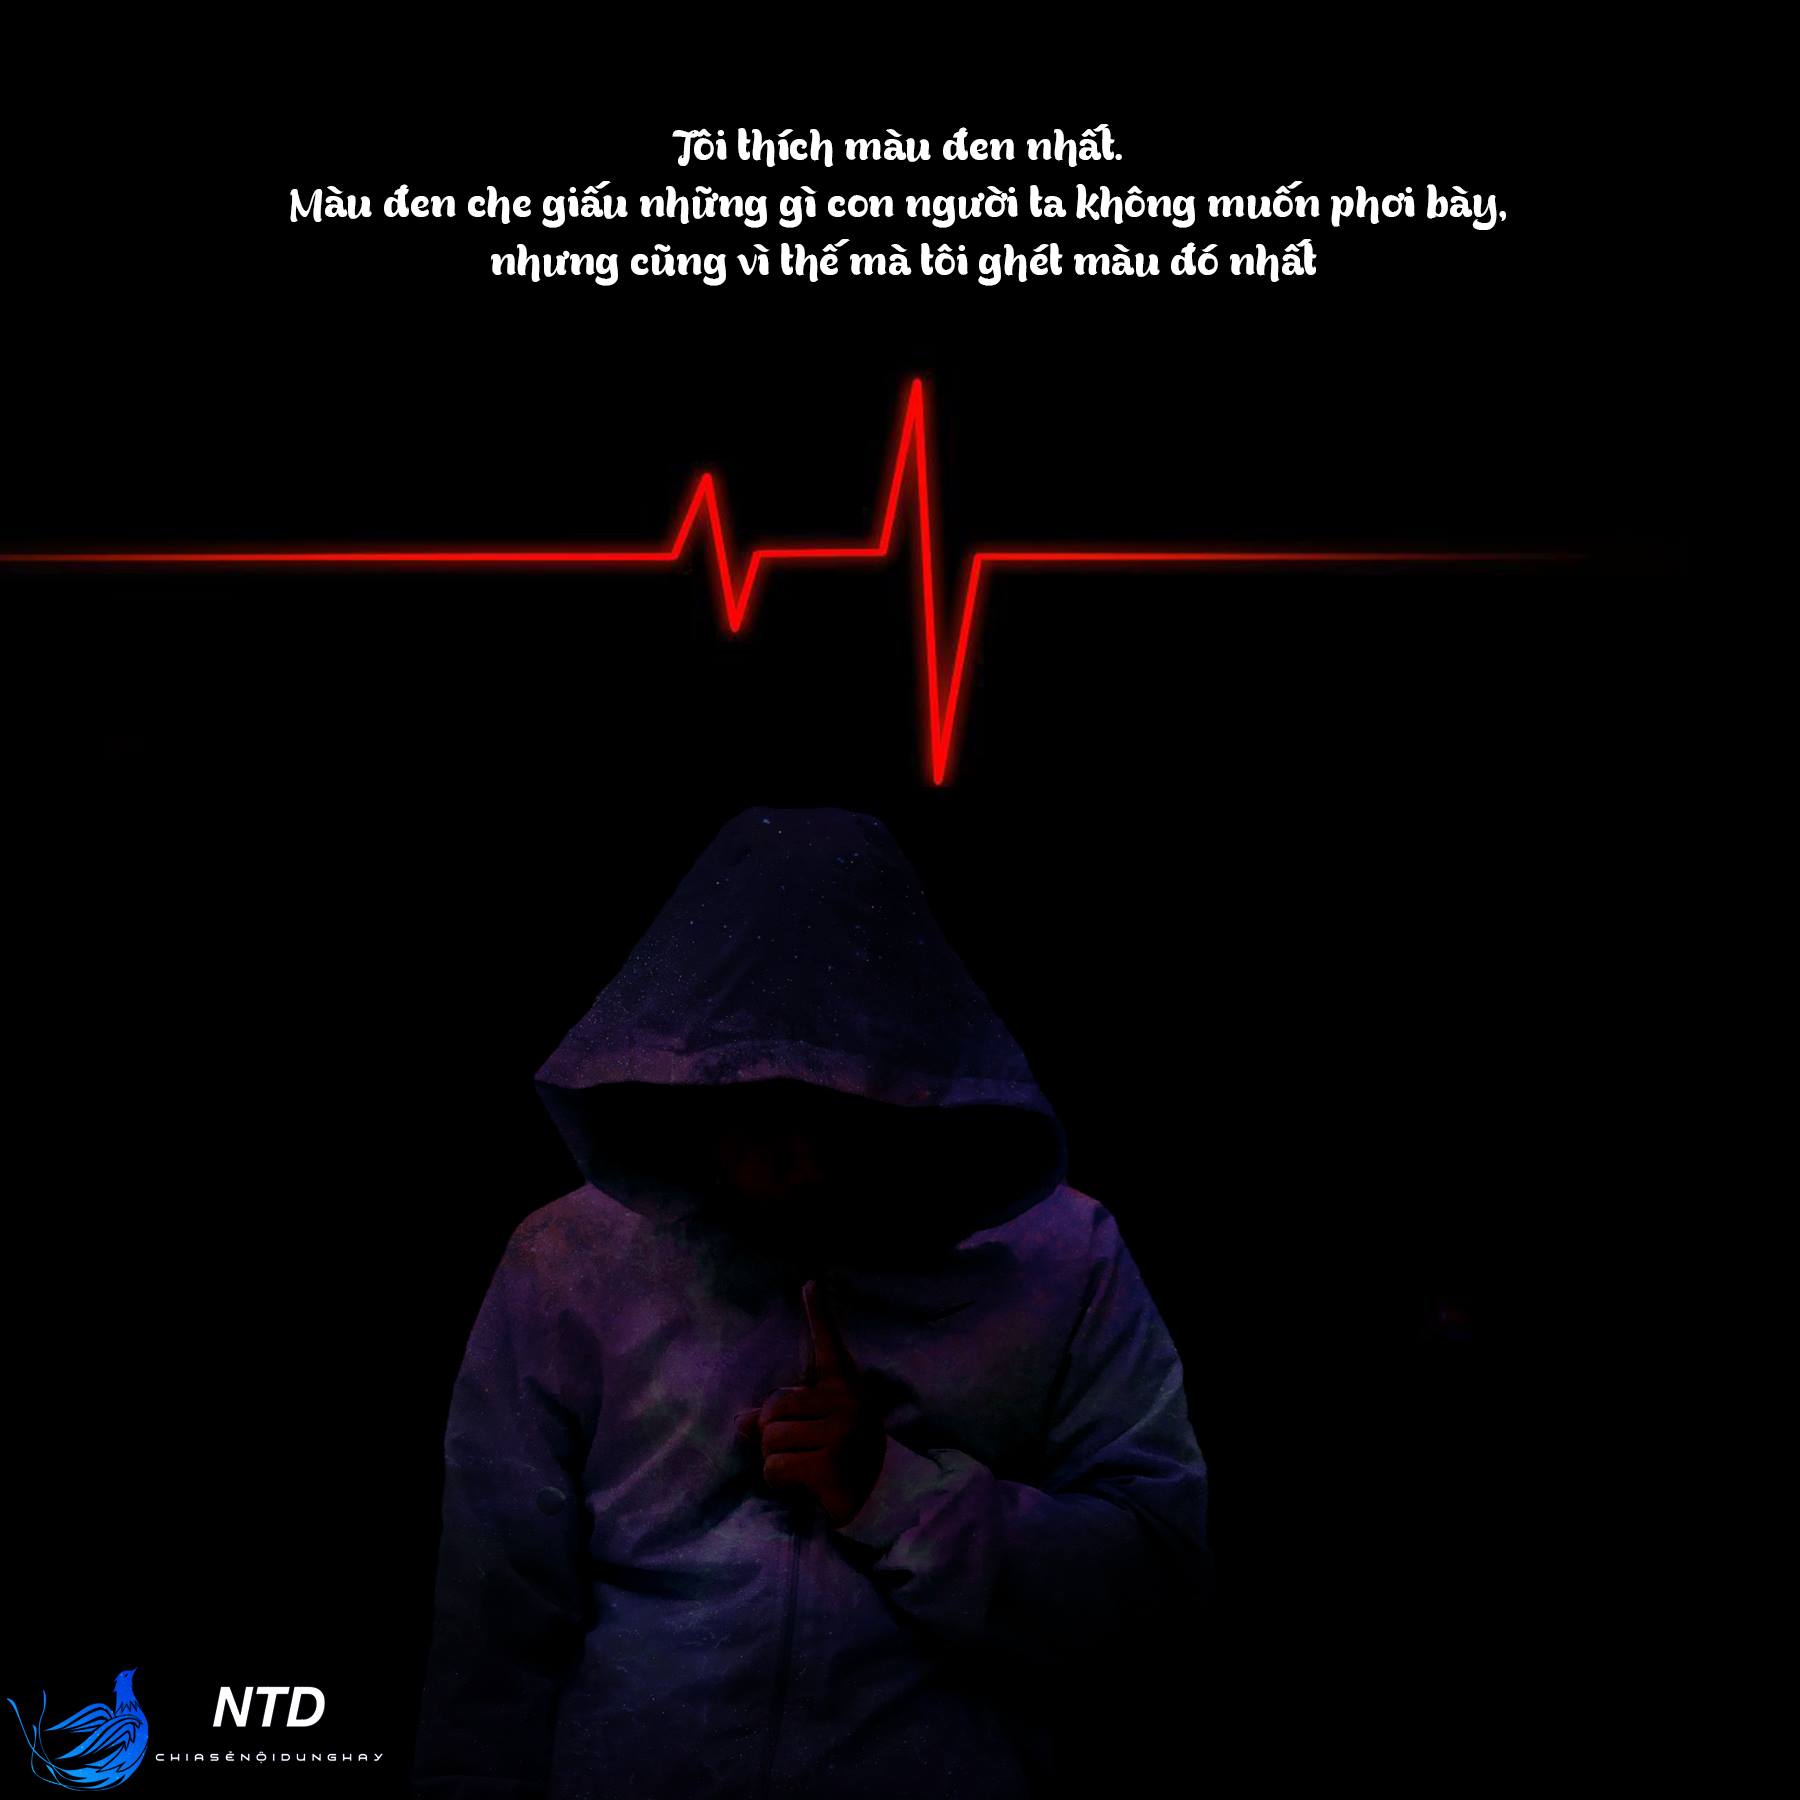 Tôi thích màu đen nhất.
Màu đen che giấu những gì con người ta không muốn phơi bày,
nhưng cũng vì thế mà tôi ghét màu đó nhất
NTD
CHIASẺNỘIDUNGHAY